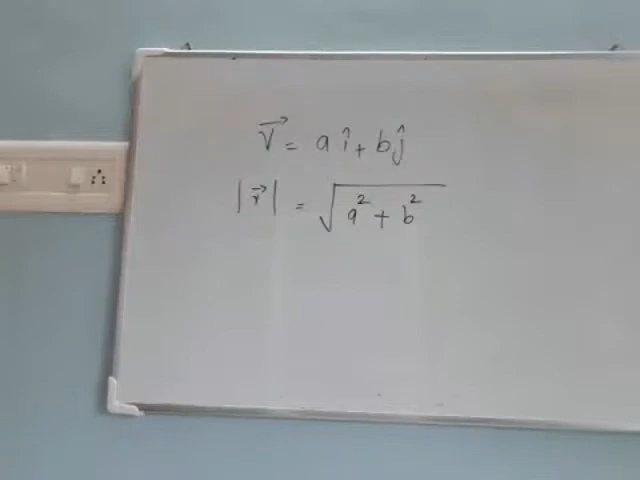 V⃗ = a î + b ĵ
|r⃗| = √(a² + b²)